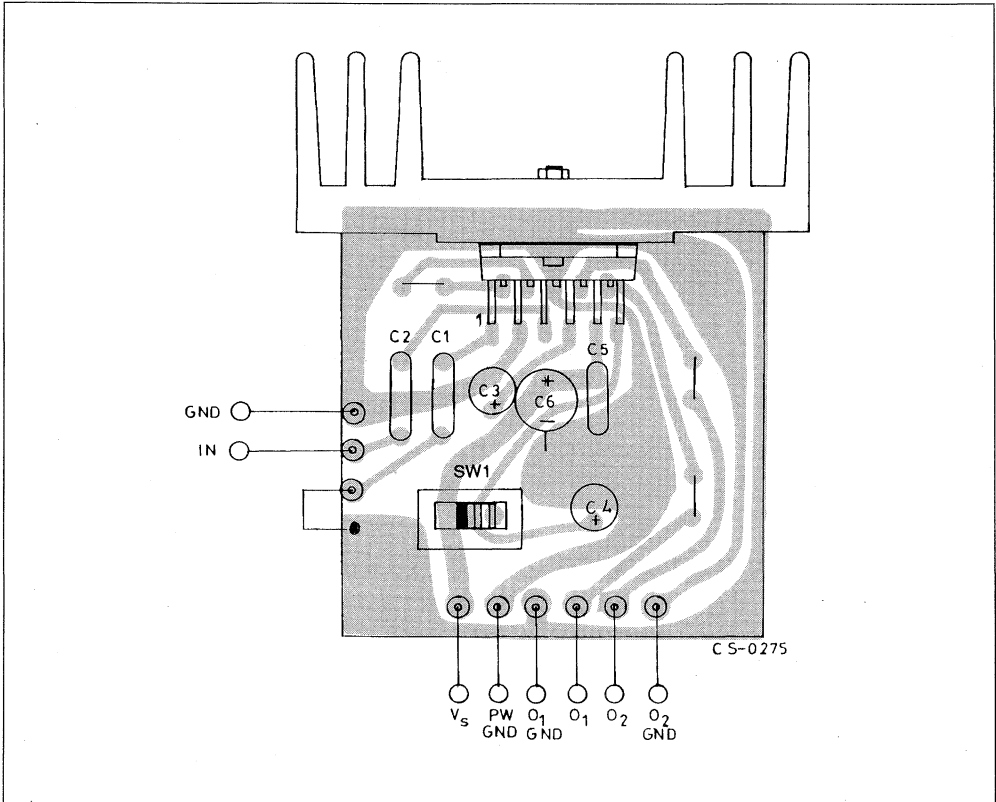 1
C2 C1
C5
C3
+
+
C6
−
GND
IN
SW1
C4
+
CS-0275
Vs PW GND O1 GND O1 O2 O2 GND